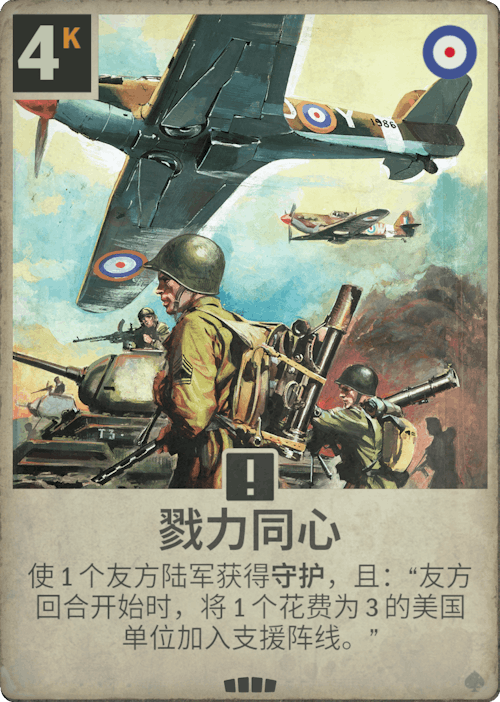 4K
Y
1986
T3
戮力同心
使 1 个友方陆军获得守护，且：“友方
回合开始时，将 1 个花费为 3 的美国
单位加入支援阵线。”